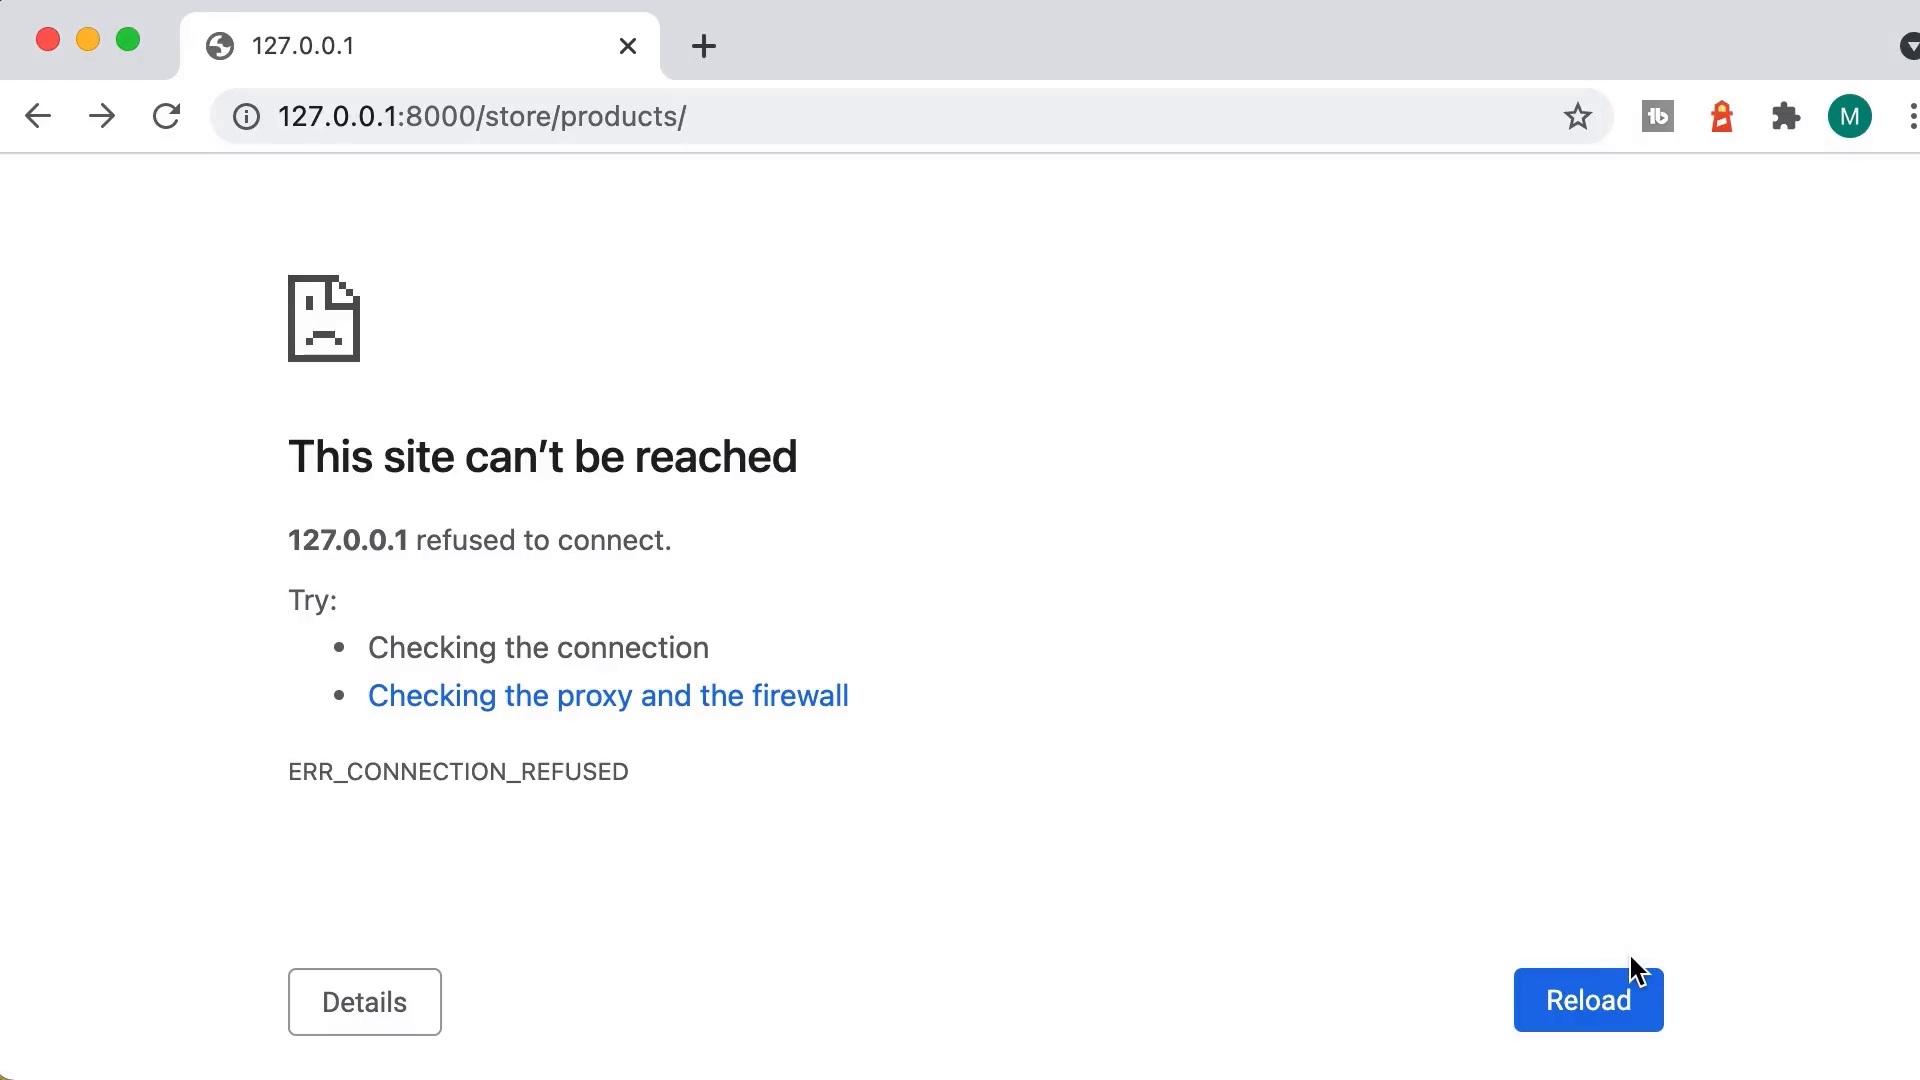 127.0.0.1
127.0.0.1:8000/store/products/
tb
M
This site can’t be reached
127.0.0.1 refused to connect.
Try:
Checking the connection
Checking the proxy and the firewall
ERR_CONNECTION_REFUSED
Details
Reload